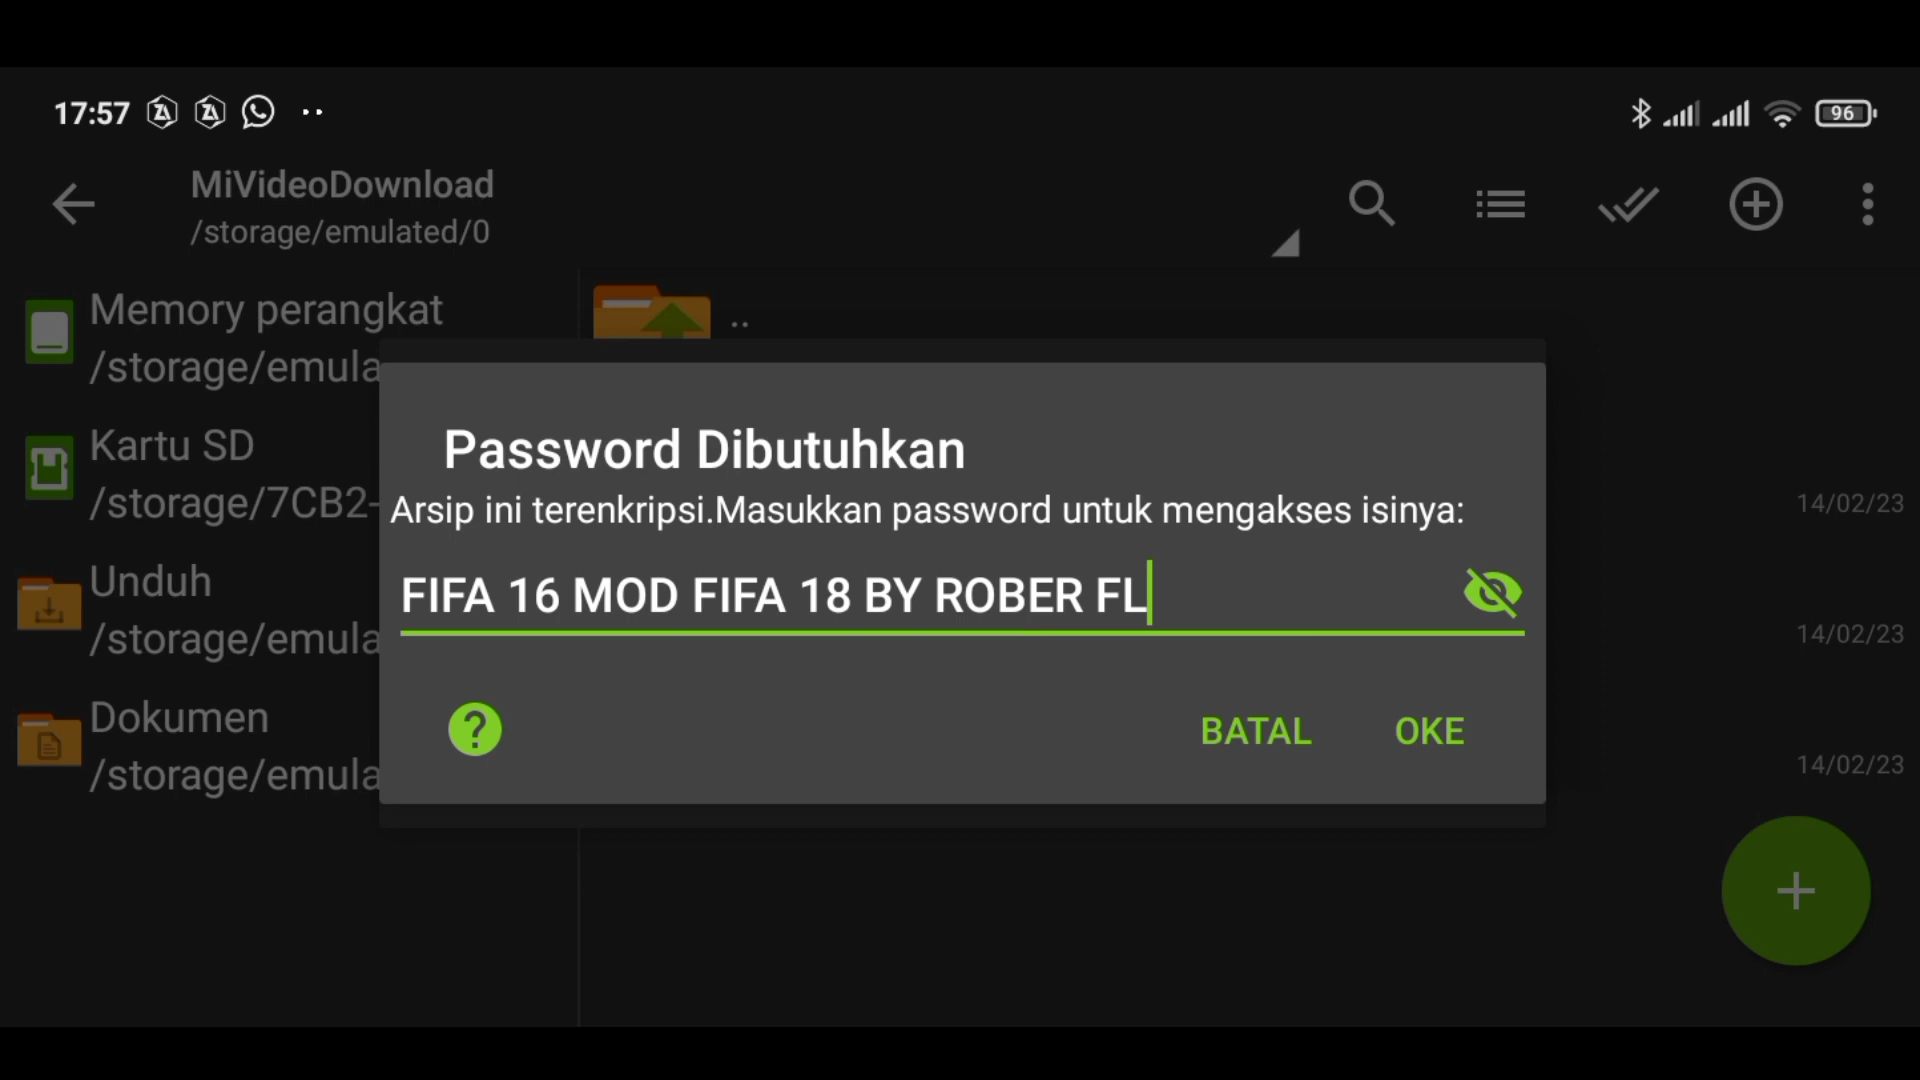 17:57
96
MiVideoDownload
/storage/emulated/0
Memory perangkat
/storage/emula
Kartu SD
/storage/7CB2-
Unduh
/storage/emula
Dokumen
/storage/emula
..
14/02/23
14/02/23
14/02/23
Password Dibutuhkan
Arsip ini terenkripsi.Masukkan password untuk mengakses isinya:
FIFA 16 MOD FIFA 18 BY ROBER FL
?
BATAL OKE